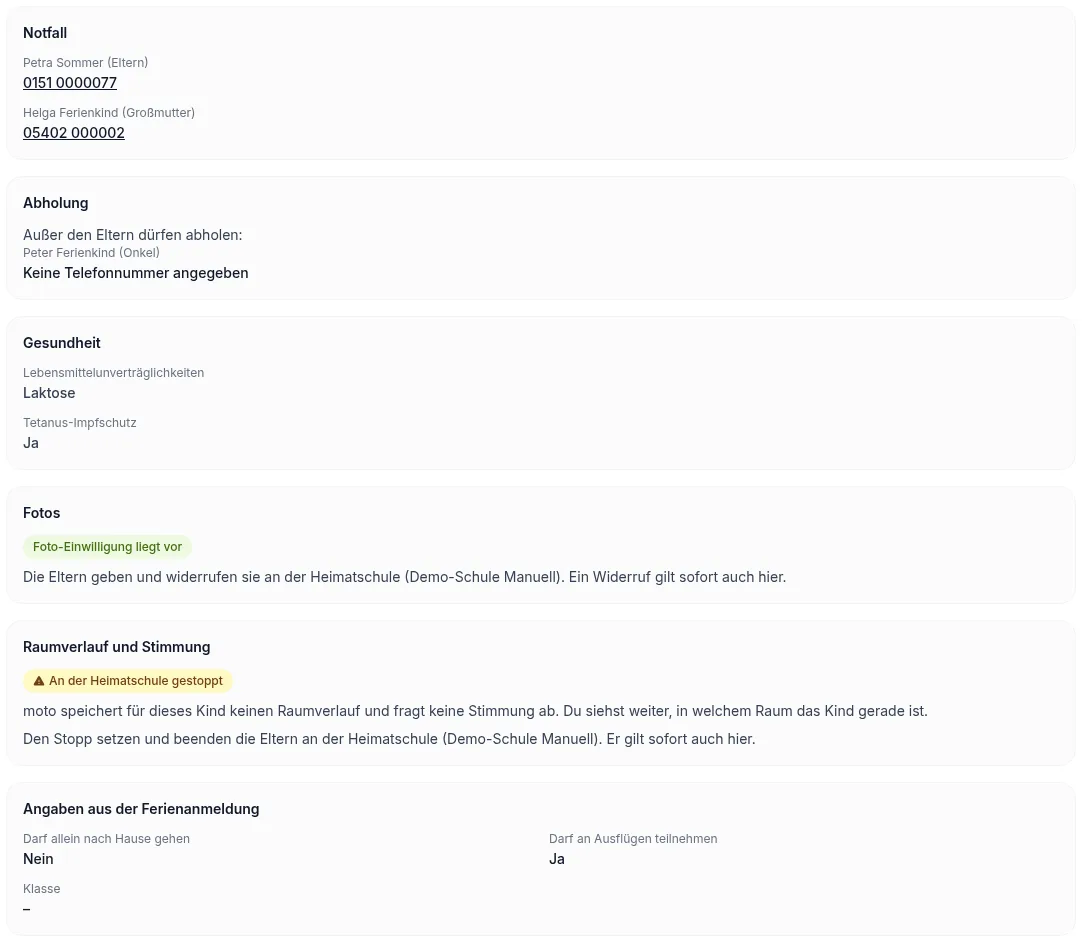 Notfall
Petra Sommer (Eltern)
0151 0000077
Helga Ferienkind (Großmutter)
05402 000002
Abholung
Außer den Eltern dürfen abholen:
Peter Ferienkind (Onkel)
Keine Telefonnummer angegeben
Gesundheit
Lebensmittelunverträglichkeiten
Laktose
Tetanus-Impfschutz
Ja
Fotos
Foto-Einwilligung liegt vor
Die Eltern geben und widerrufen sie an der Heimatschule (Demo-Schule Manuell). Ein Widerruf gilt sofort auch hier.
Raumverlauf und Stimmung
An der Heimatschule gestoppt
moto speichert für dieses Kind keinen Raumverlauf und fragt keine Stimmung ab. Du siehst weiter, in welchem Raum das Kind gerade ist.
Den Stopp setzen und beenden die Eltern an der Heimatschule (Demo-Schule Manuell). Er gilt sofort auch hier.
Angaben aus der Ferienanmeldung
Darf allein nach Hause gehen
Nein
Darf an Ausflügen teilnehmen
Ja
Klasse
–